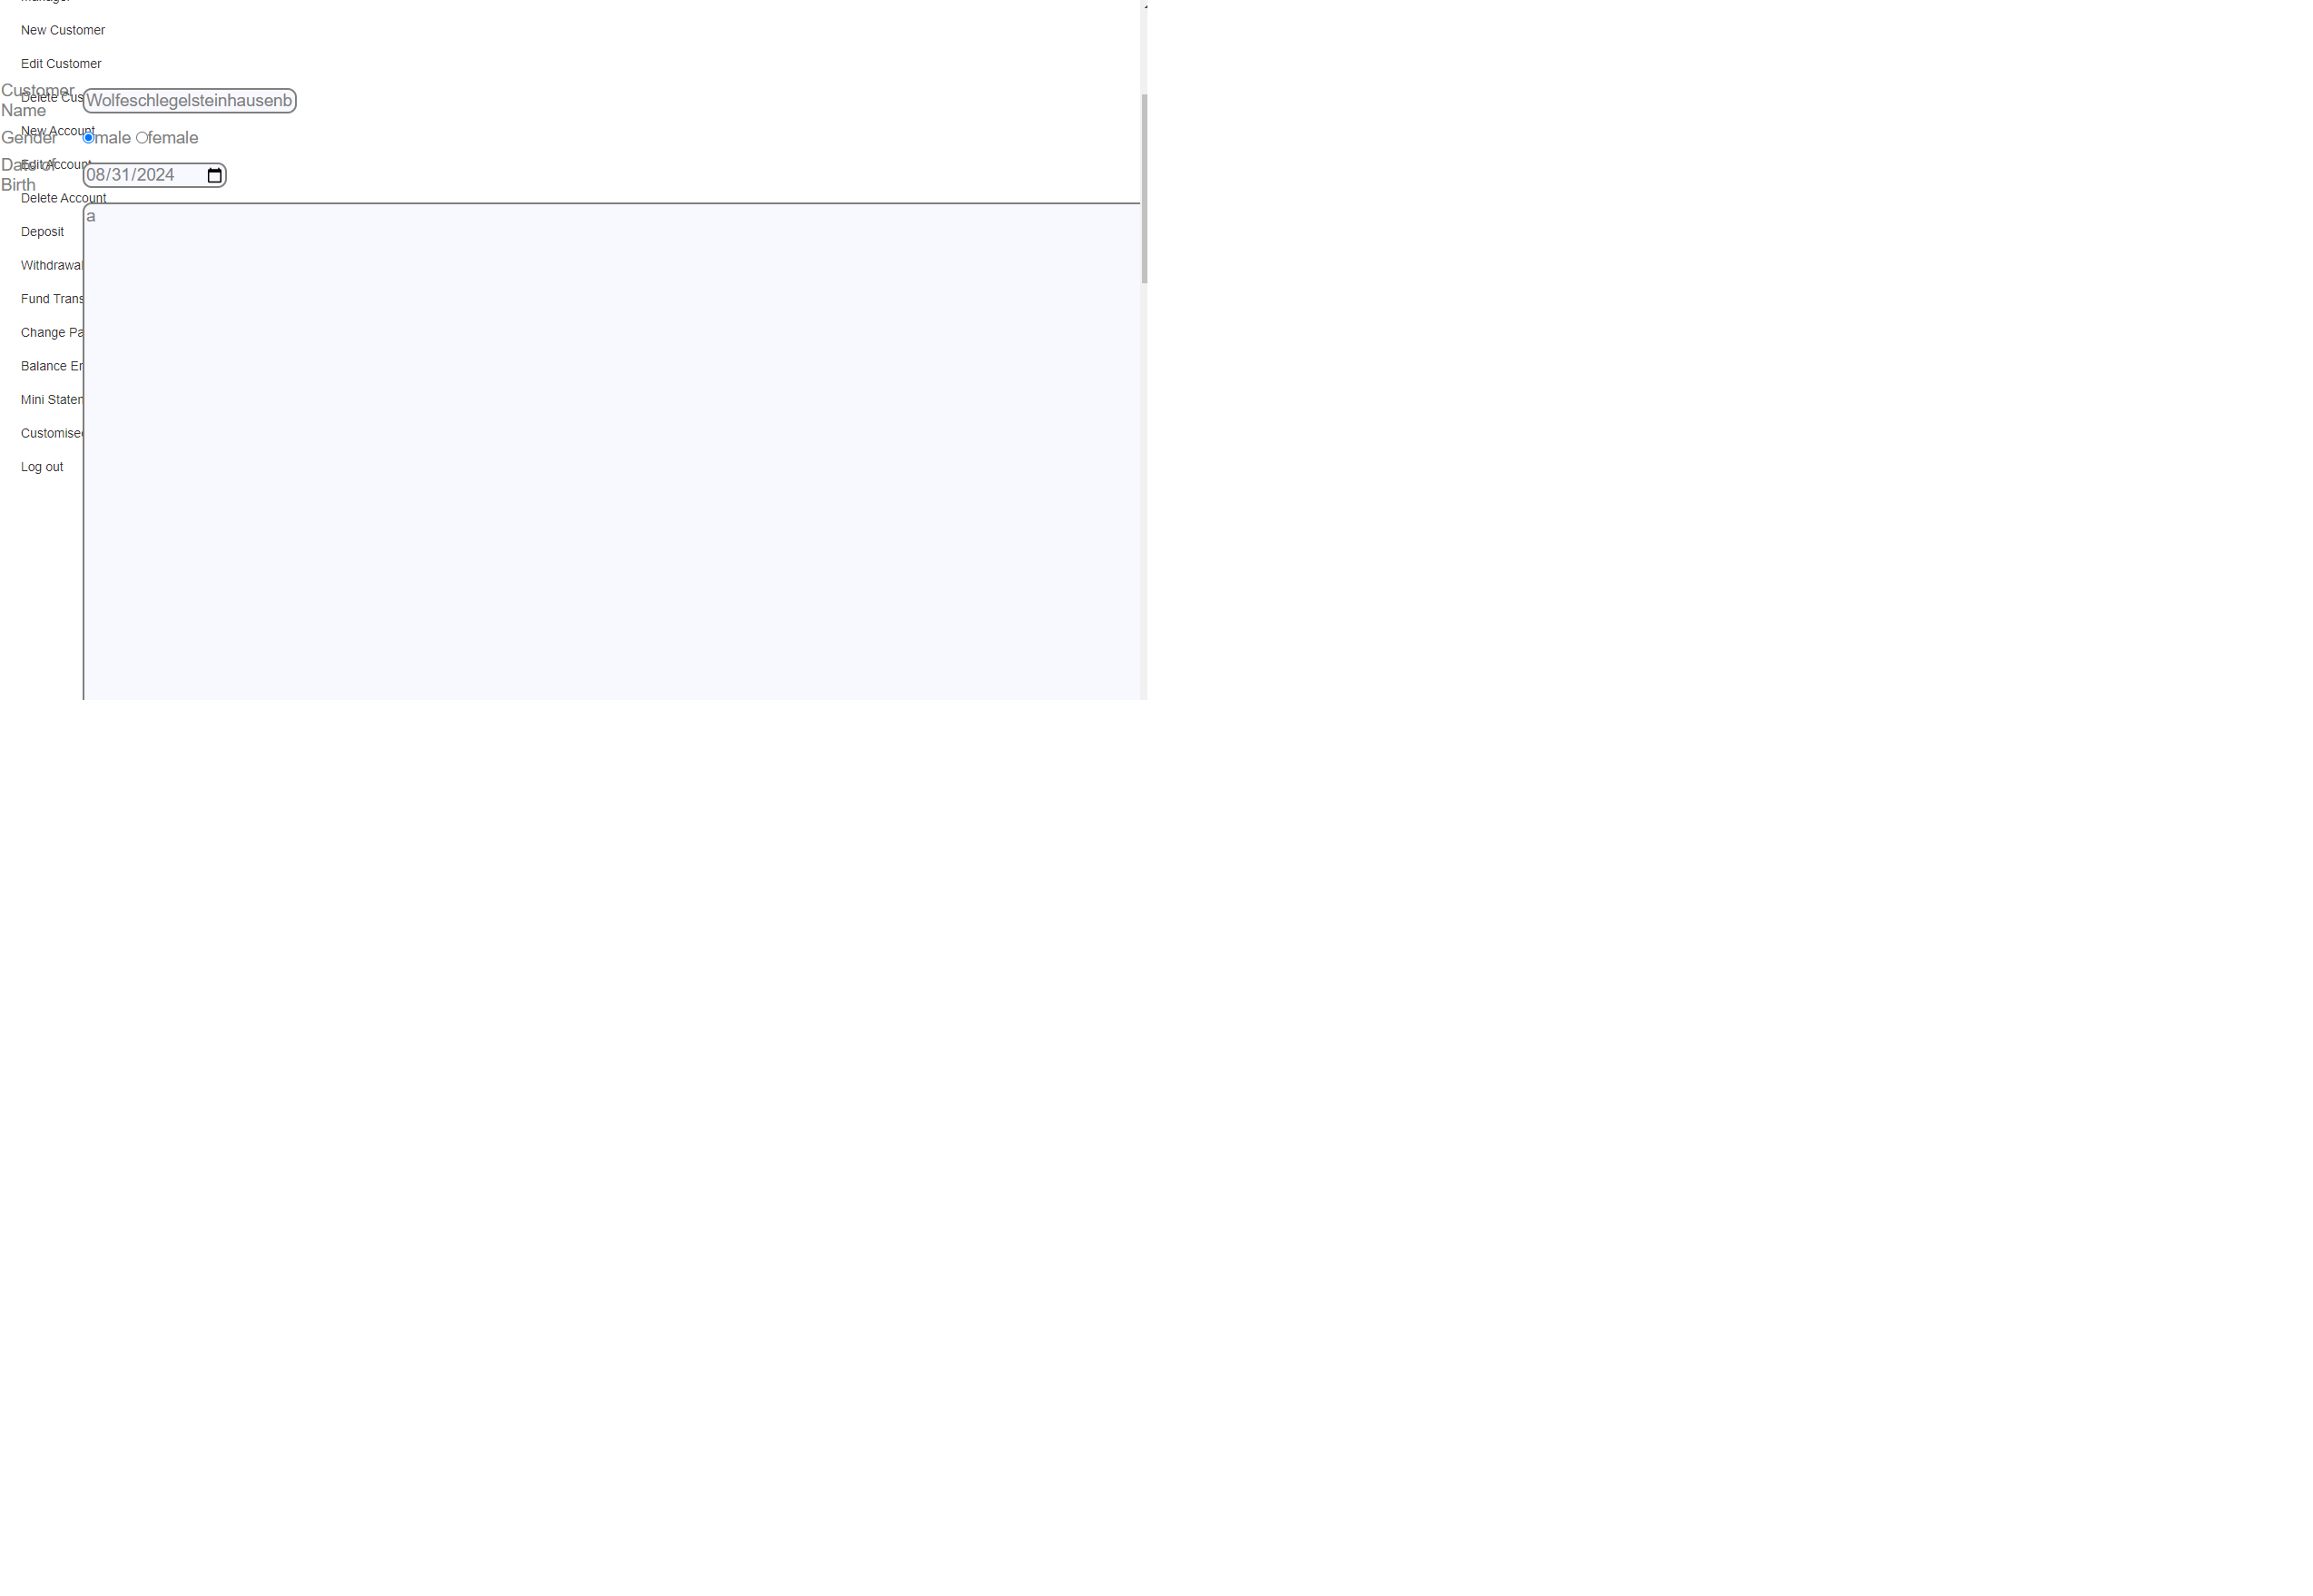 New Customer
Edit Customer
Customer
Name
Delete Cus
Wolfeschlegelsteinhausenb
New Account
Gender
male female
Edit Account
Date of
Birth
08/31/2024
Delete Account
a
Deposit
Withdrawal
Fund Trans
Change Pa
Balance En
Mini Statem
Customised
Log out